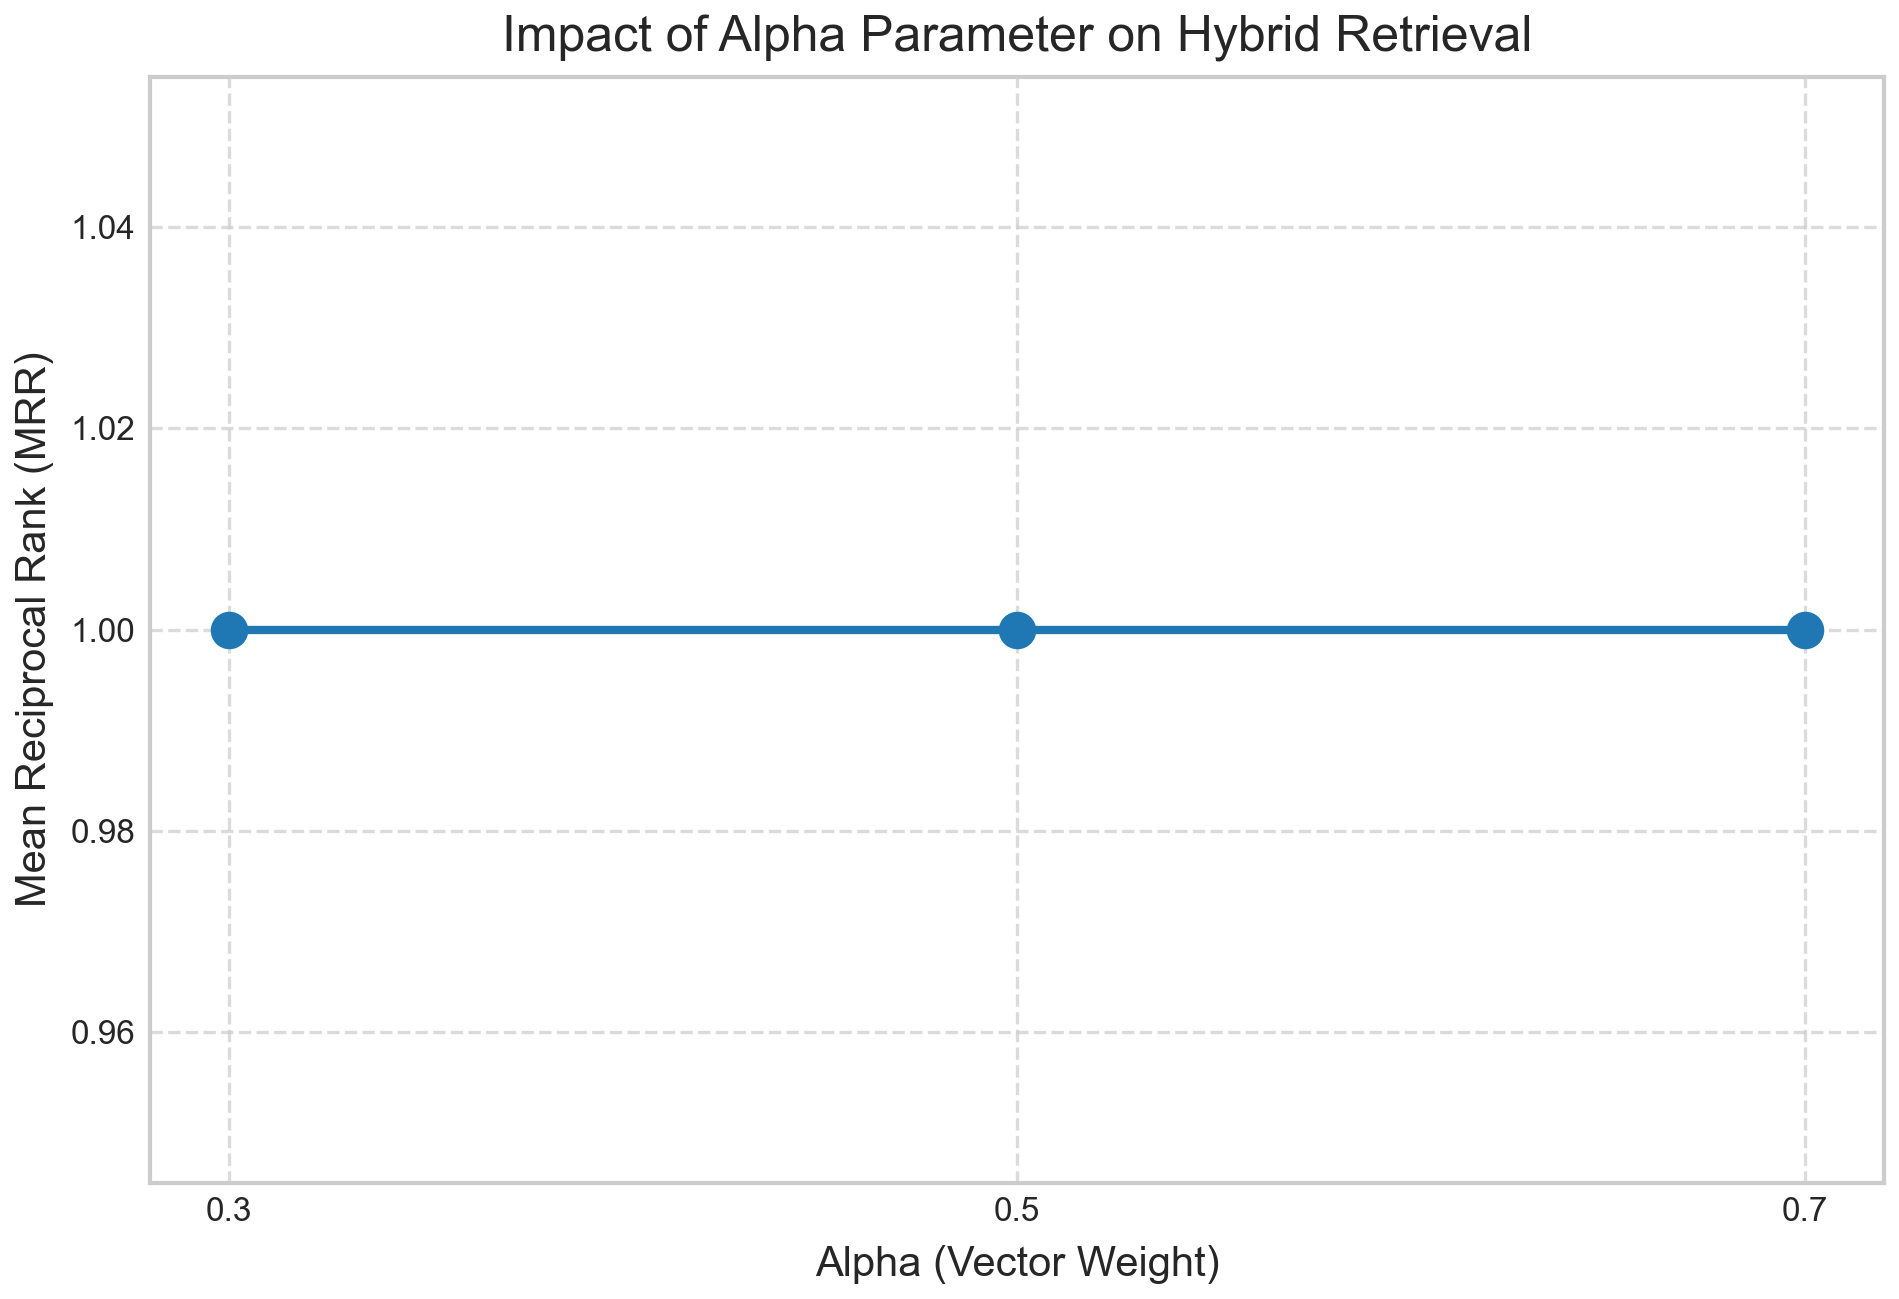 Impact of Alpha Parameter on Hybrid Retrieval
Mean Reciprocal Rank (MRR)
1.04
1.02
1.00
0.98
0.96
0.3 0.5 0.7
Alpha (Vector Weight)